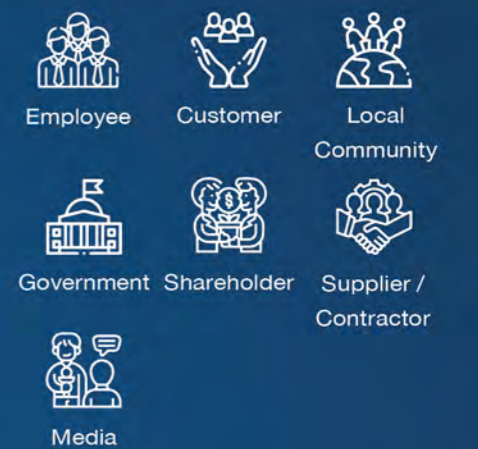 Employee
Customer
Local
Community
Government
Shareholder
Supplier /
Contractor
Media